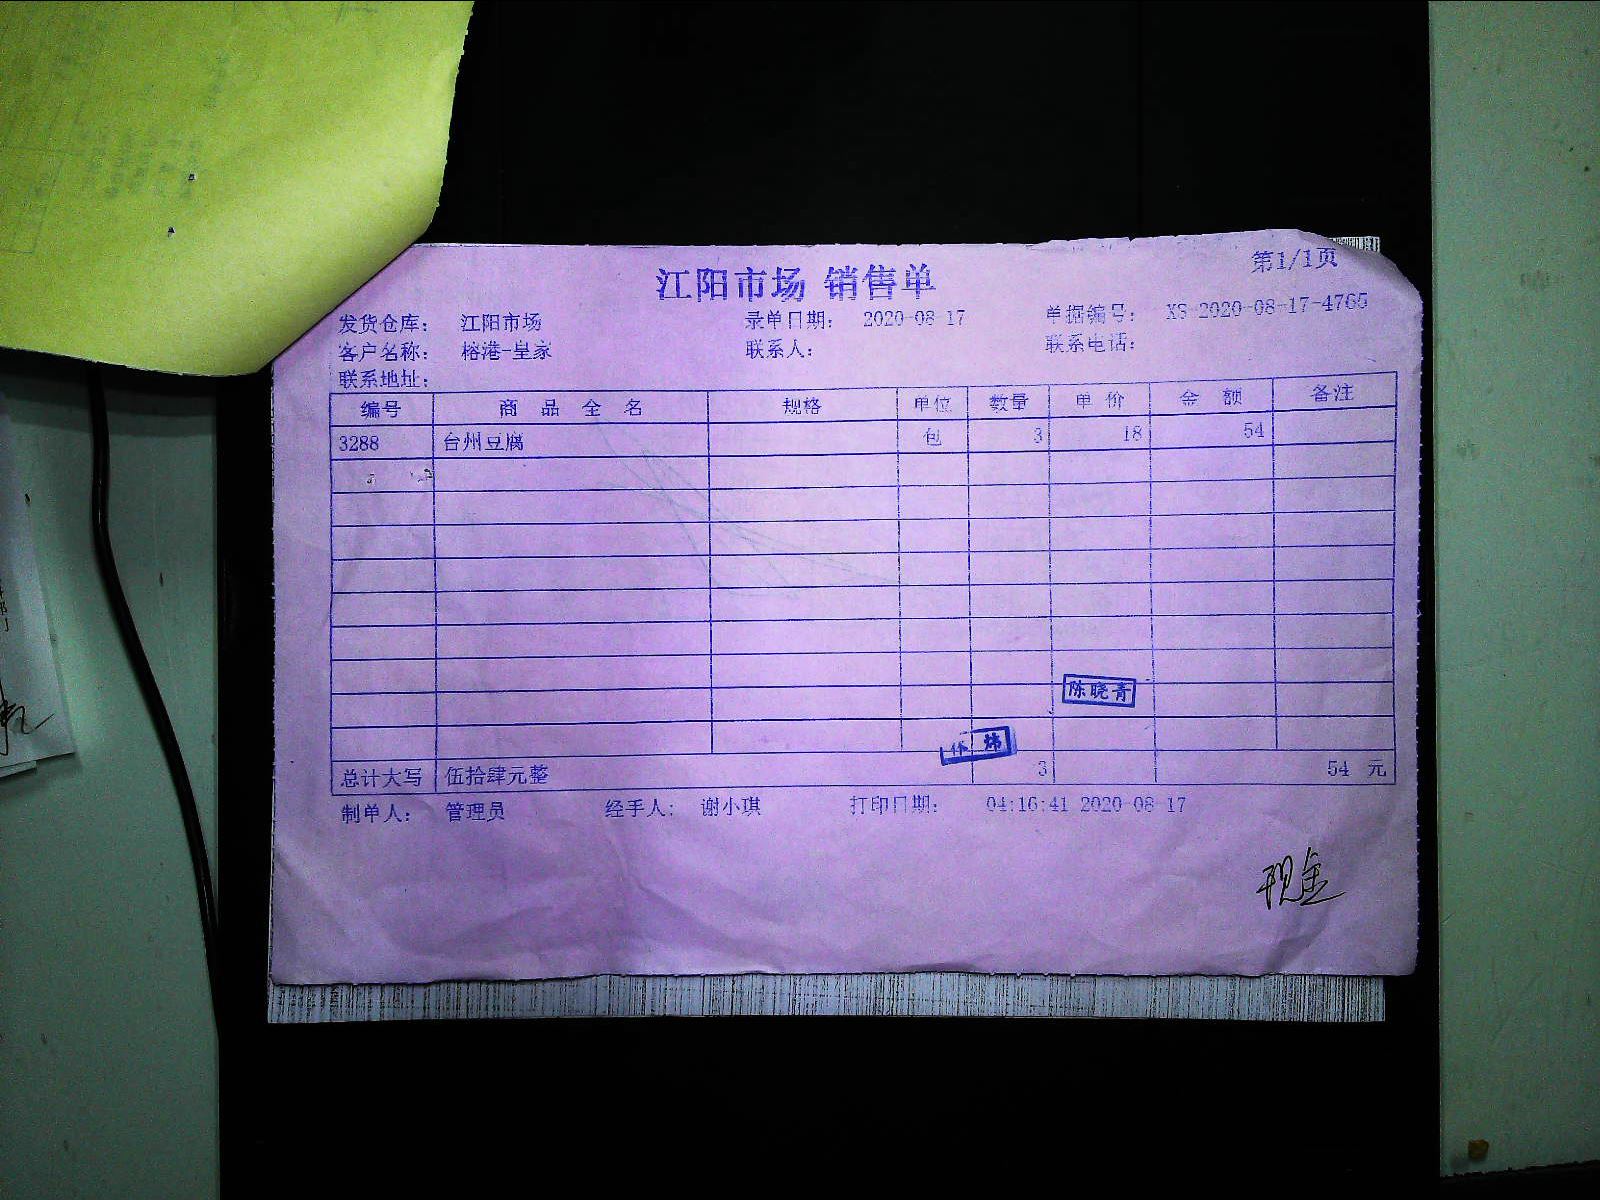 第1/1页
江阳市场 销售单
发货仓库: 江阳市场 录单日期: 2020-08-17 单据编号: XS-2020-08-17-4765
客户名称: 榕港-皇家 联系人: 联系电话:
联系地址:
编号 商品全名 规格 单位 数量 单价 金额 备注
3288 台州豆腐 包 3 18 54
陈晓青
炜
总计大写 伍拾肆元整 3 54 元
制单人: 管理员 经手人: 谢小琪 打印日期: 04:16:41 2020-08-17
现金